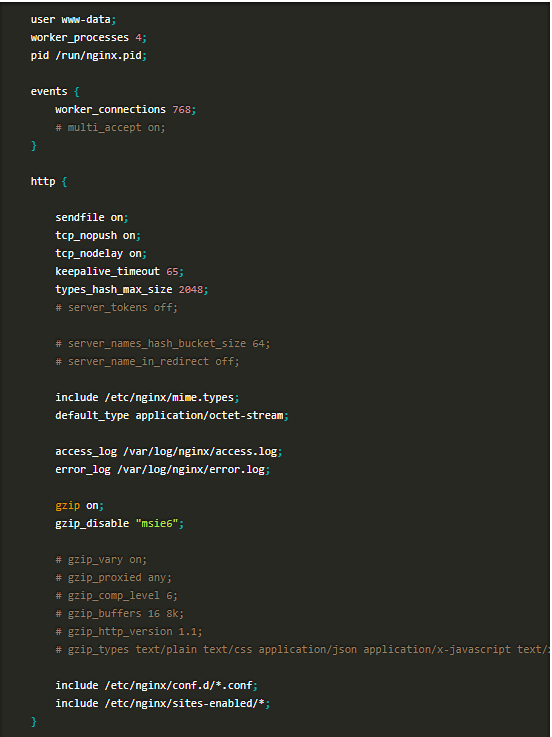 user www-data;
worker_processes 4;
pid /run/nginx.pid;
events {
worker_connections 768;
# multi_accept on;
}
http {
sendfile on;
tcp_nopush on;
tcp_nodelay on;
keepalive_timeout 65;
types_hash_max_size 2048;
# server_tokens off;
# server_names_hash_bucket_size 64;
# server_name_in_redirect off;
include /etc/nginx/mime.types;
default_type application/octet-stream;
access_log /var/log/nginx/access.log;
error_log /var/log/nginx/error.log;
gzip on;
gzip_disable "msie6";
# gzip_vary on;
# gzip_proxied any;
# gzip_comp_level 6;
# gzip_buffers 16 8k;
# gzip_http_version 1.1;
# gzip_types text/plain text/css application/json application/x-javascript text/
include /etc/nginx/conf.d/*.conf;
include /etc/nginx/sites-enabled/*;
}